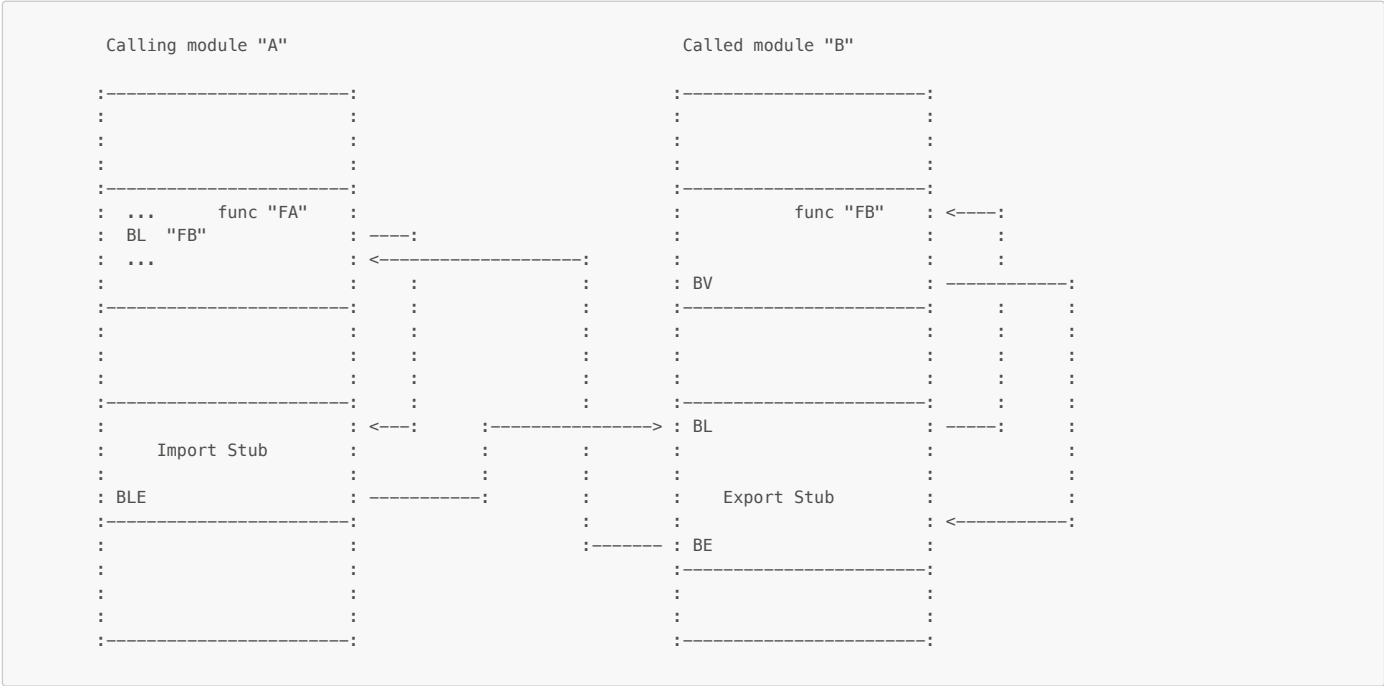 Calling module "A" Called module "B"
:------------------------: :------------------------:
: : : :
: : : :
: : : :
:------------------------: :------------------------:
: ... func "FA" : : func "FB" : <----:
: BL "FB" : ----: : : :
: ... : <--------------------: : : :
: : : : : BV : ------------:
:------------------------: : : :------------------------: : :
: : : : : : : :
: : : : : : : :
: : : : : : : :
:------------------------: : : :------------------------: : :
: : <---: :----------------> : BL : -----: :
: Import Stub : : : : : :
: : : : : : :
: BLE : -----------: : : Export Stub : :
:------------------------: : : : <-----------:
: : :------- : BE :
: : :------------------------:
: : : :
: : : :
:------------------------: :------------------------: